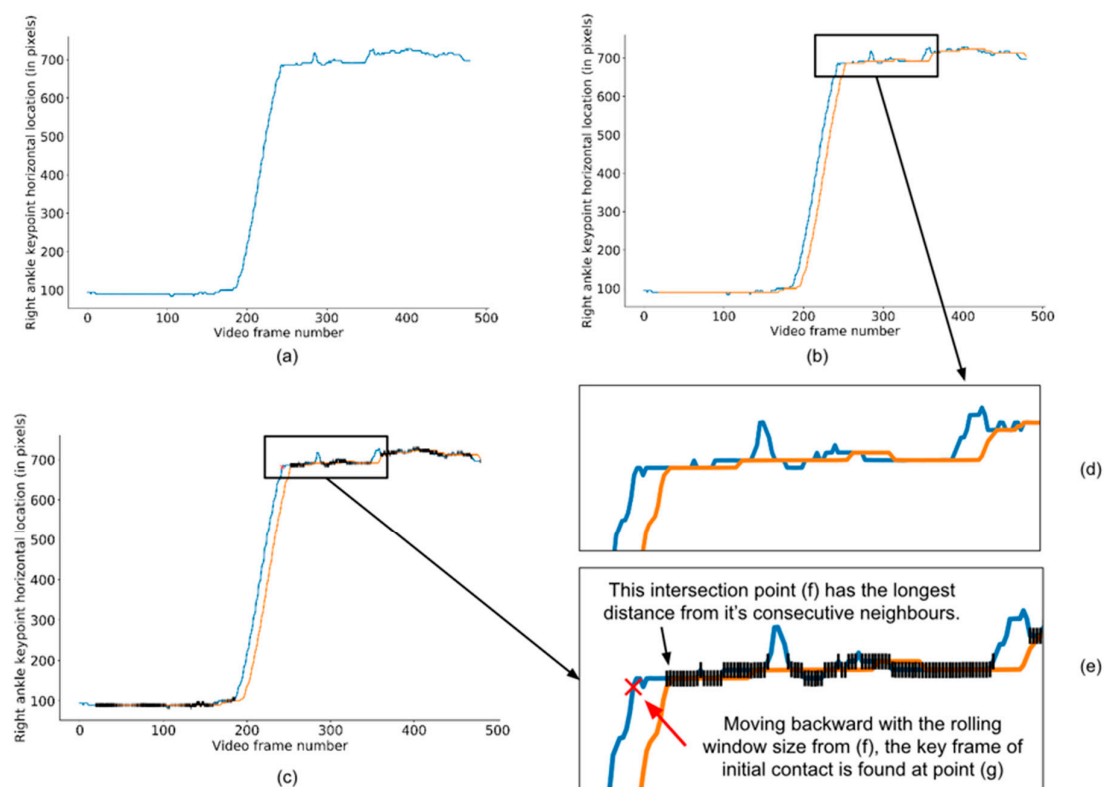 (a)
Right ankle keypoint horizontal location (in pixels)
700
600
500
400
300
200
100
0
100
200
300
400
500
Video frame number
(b)
Right ankle keypoint horizontal location (in pixels)
700
600
500
400
300
200
100
0
100
200
300
400
500
Video frame number
(c)
Right ankle keypoint horizontal location (in pixels)
700
600
500
400
300
200
100
0
100
200
300
400
500
Video frame number
(d)
This intersection point (f) has the longest
distance from it's consecutive neighbours.
(e)
Moving backward with the rolling
window size from (f), the key frame of
initial contact is found at point (g)